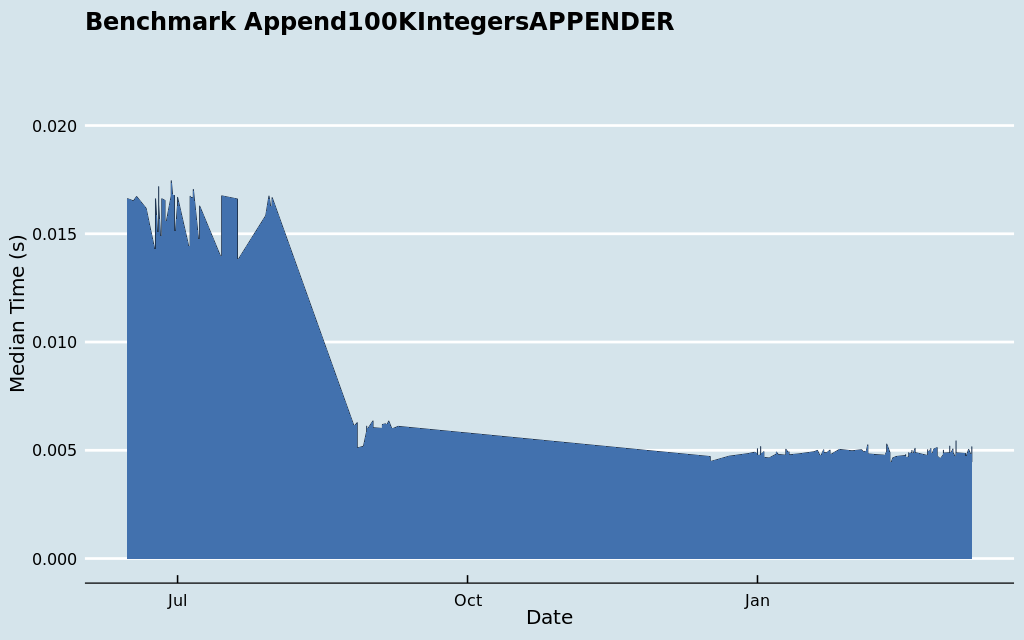 Benchmark Append100KIntegersAPPENDER
0.020
0.015
0.010
0.005
0.000
Median Time (s)
Jul
Oct
Jan
Date